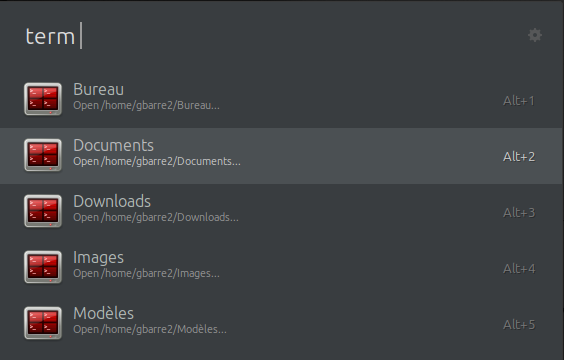 term
Bureau
Open /home/gbarre2/Bureau...
Alt+1
Documents
Open /home/gbarre2/Documents...
Alt+2
Downloads
Open /home/gbarre2/Downloads...
Alt+3
Images
Open /home/gbarre2/Images...
Alt+4
Modèles
Open /home/gbarre2/Modèles...
Alt+5